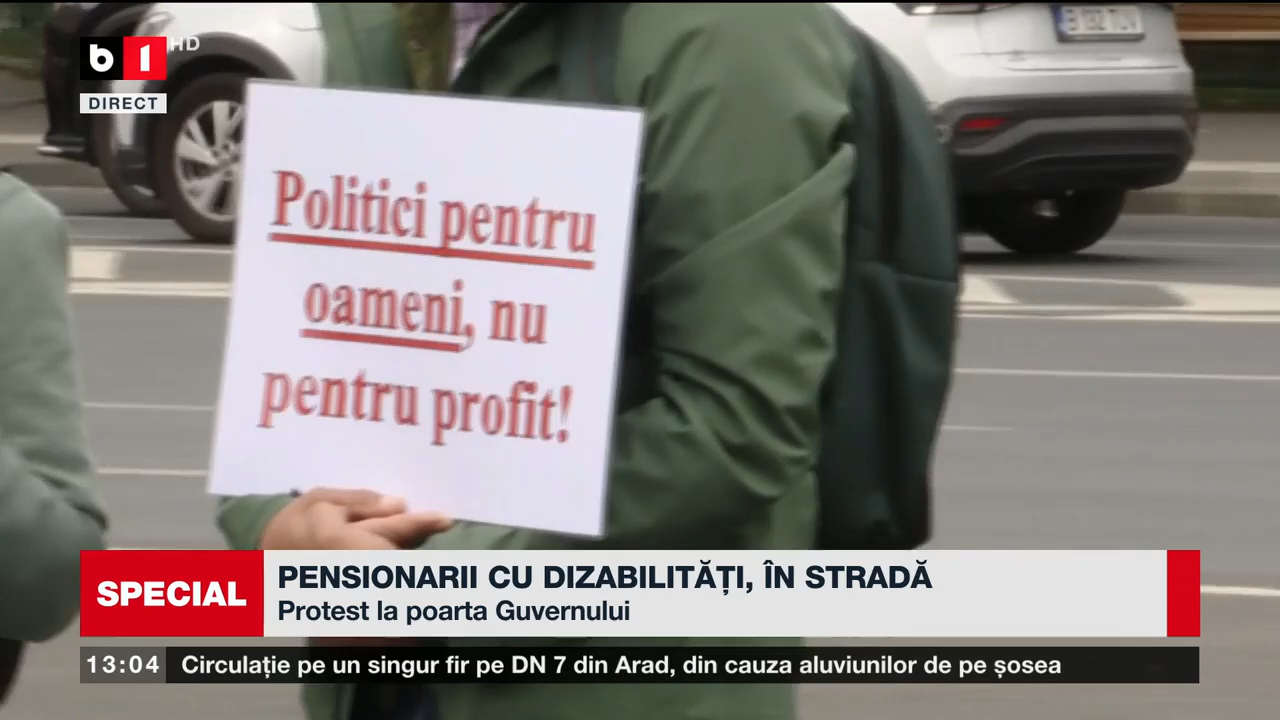 b1 HD
DIRECT
Politici pentru
oameni, nu
pentru profit!
SPECIAL
PENSIONARII CU DIZABILITĂȚI, ÎN STRADĂ
Protest la poarta Guvernului
13:04 Circulație pe un singur fir pe DN 7 din Arad, din cauza aluviunilor de pe șosea